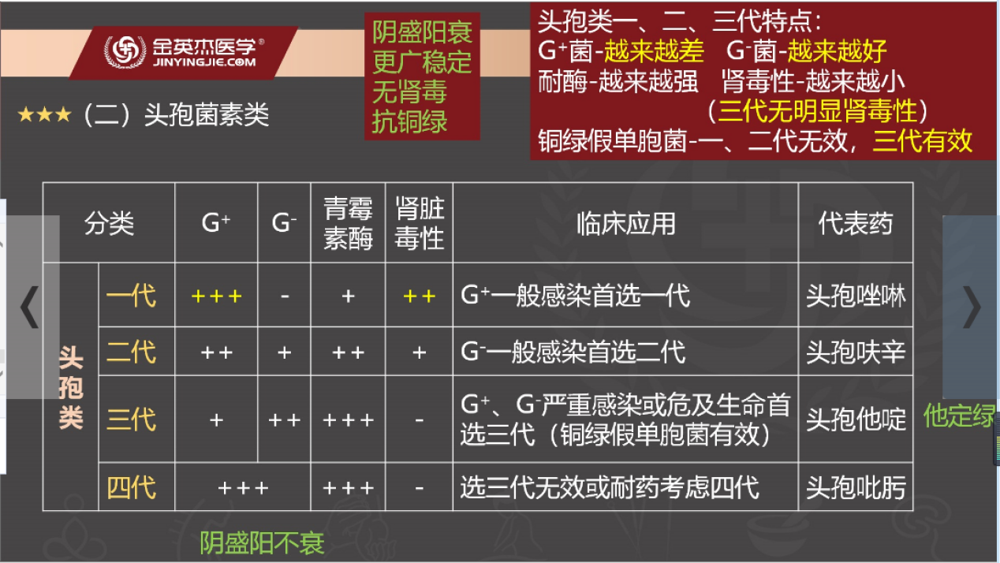 金英杰医学®
JINYINGJIE.COM
阴盛阳衰
更广稳定
无肾毒
抗铜绿
头孢类一、二、三代特点：
G⁺菌-越来越差 G⁻菌-越来越好
耐酶-越来越强 肾毒性-越来越小
（三代无明显肾毒性）
铜绿假单胞菌-一、二代无效，三代有效
★★★（二）头孢菌素类
分类 G⁺ G⁻ 青霉素酶 肾脏毒性 临床应用 代表药
头孢类
一代 +++ - + ++ G⁺一般感染首选一代 头孢唑啉
二代 ++ + ++ + G⁻一般感染首选二代 头孢呋辛
三代 + ++ +++ - G⁺、G⁻严重感染或危及生命首
选三代（铜绿假单胞菌有效） 头孢他啶
他定绿
四代 +++ +++ - 选三代无效或耐药考虑四代 头孢吡肟
阴盛阳不衰